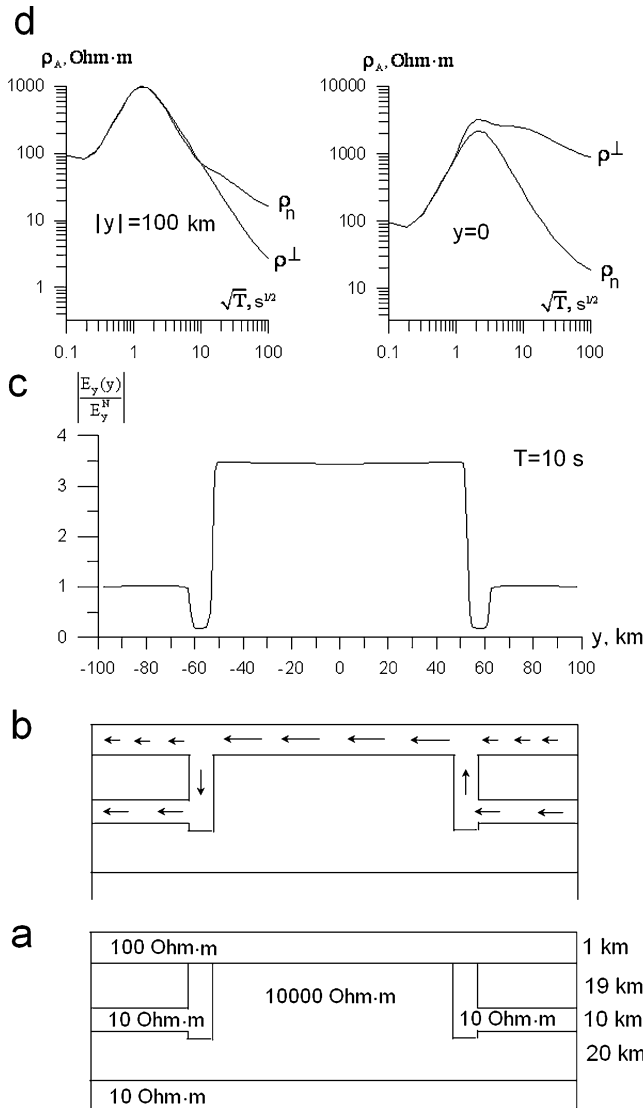 d
ρA, Ohm·m
1000
100
10
1
|y|=100 km
ρn
ρ⊥
√T, s1/2
0.1 1 10 100
ρA, Ohm·m
10000
1000
100
10
y=0
ρ⊥
ρn
√T, s1/2
0.1 1 10 100
c
|Ey(y)/EyN|
4
3
2
1
0
T=10 s
y, km
-100 -80 -60 -40 -20 0 20 40 60 80 100
b
a
100 Ohm·m 1 km
10000 Ohm·m 19 km
10 Ohm·m 10 Ohm·m 10 km
20 km
10 Ohm·m